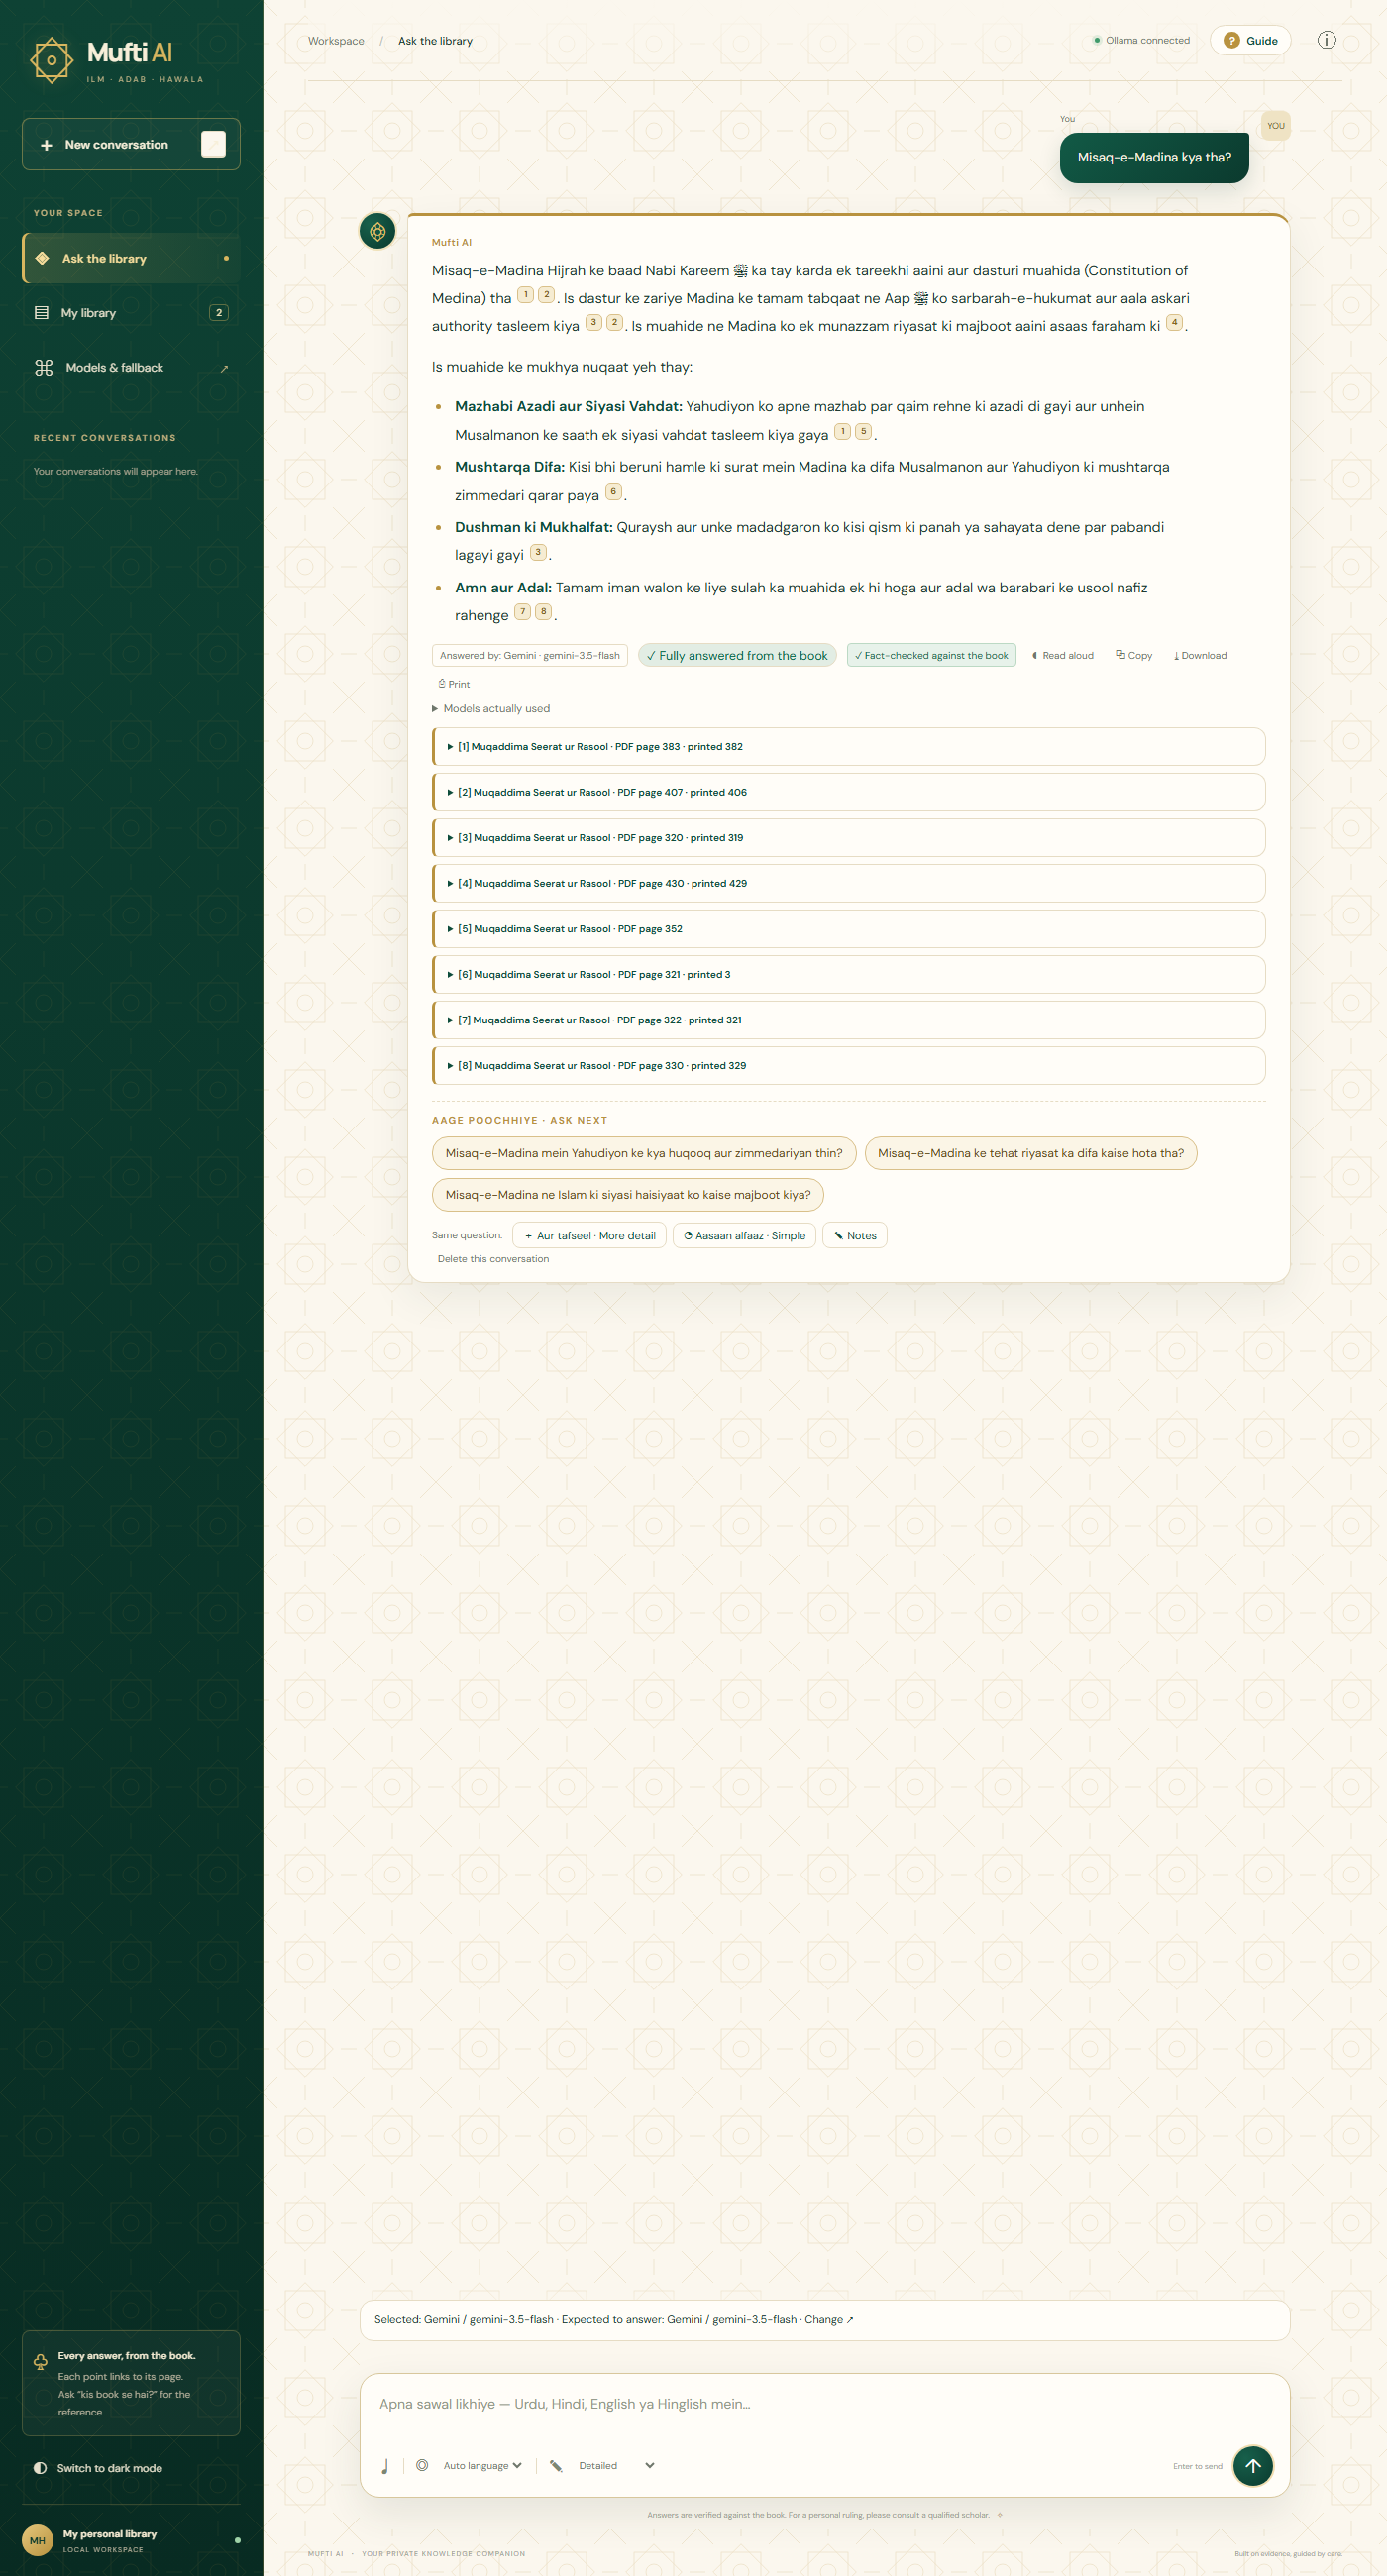 Mufti AI
ILM · ADAB · HAWALA
+ New conversation
YOUR SPACE
Ask the library
My library 2
Models & fallback ↗
RECENT CONVERSATIONS
Your conversations will appear here.
Every answer, from the book.
Each point links to its page.
Ask "kis book se hai?" for the
reference.
Switch to dark mode
MH
My personal library
LOCAL WORKSPACE
Workspace / Ask the library
Ollama connected
? Guide
You
YOU
Misaq-e-Madina kya tha?
Mufti AI
Misaq-e-Madina Hijrah ke baad Nabi Kareem ﷺ ka tay karda ek tareekhi aaini aur dasturi muahida (Constitution of
Medina) tha 1 2 . Is dastur ke zariye Madina ke tamam tabqaat ne Aap ﷺ ko sarbarah-e-hukumat aur aala askari
authority tasleem kiya 3 2 . Is muahide ne Madina ko ek munazzam riyasat ki majboot aaini asaas faraham ki 4 .
Is muahide ke mukhya nuqaat yeh thay:
• Mazhabi Azadi aur Siyasi Vahdat: Yahudiyon ko apne mazhab par qaim rehne ki azadi di gayi aur unhein
Musalmanon ke saath ek siyasi vahdat tasleem kiya gaya 1 5 .
• Mushtarqa Difa: Kisi bhi beruni hamle ki surat mein Madina ka difa Musalmanon aur Yahudiyon ki mushtarqa
zimmedari qarar paya 6 .
• Dushman ki Mukhalfat: Quraysh aur unke madadgaron ko kisi qism ki panah ya sahayata dene par pabandi
lagayi gayi 3 .
• Amn aur Adal: Tamam iman walon ke liye sulah ka muahida ek hi hoga aur adal wa barabari ke usool nafiz
rahenge 7 8 .
Answered by: Gemini · gemini-3.5-flash ✓ Fully answered from the book ✓ Fact-checked against the book Read aloud Copy Download
Print
▶ Models actually used
▶ [1] Muqaddima Seerat ur Rasool · PDF page 383 · printed 382
▶ [2] Muqaddima Seerat ur Rasool · PDF page 407 · printed 406
▶ [3] Muqaddima Seerat ur Rasool · PDF page 320 · printed 319
▶ [4] Muqaddima Seerat ur Rasool · PDF page 430 · printed 429
▶ [5] Muqaddima Seerat ur Rasool · PDF page 352
▶ [6] Muqaddima Seerat ur Rasool · PDF page 321 · printed 3
▶ [7] Muqaddima Seerat ur Rasool · PDF page 322 · printed 321
▶ [8] Muqaddima Seerat ur Rasool · PDF page 330 · printed 329
AAGE POOCHHIYE · ASK NEXT
Misaq-e-Madina mein Yahudiyon ke kya huqooq aur zimmedariyan thin? Misaq-e-Madina ke tehat riyasat ka difa kaise hota tha?
Misaq-e-Madina ne Islam ki siyasi haisiyaat ko kaise majboot kiya?
Same question: + Aur tafseel · More detail Aasaan alfaaz · Simple Notes
Delete this conversation
Selected: Gemini / gemini-3.5-flash · Expected to answer: Gemini / gemini-3.5-flash · Change ↗
Apna sawal likhiye — Urdu, Hindi, English ya Hinglish mein...
Auto language Detailed Enter to send
Answers are verified against the book. For a personal ruling, please consult a qualified scholar.
MUFTI AI · YOUR PRIVATE KNOWLEDGE COMPANION
Built on evidence, guided by care.